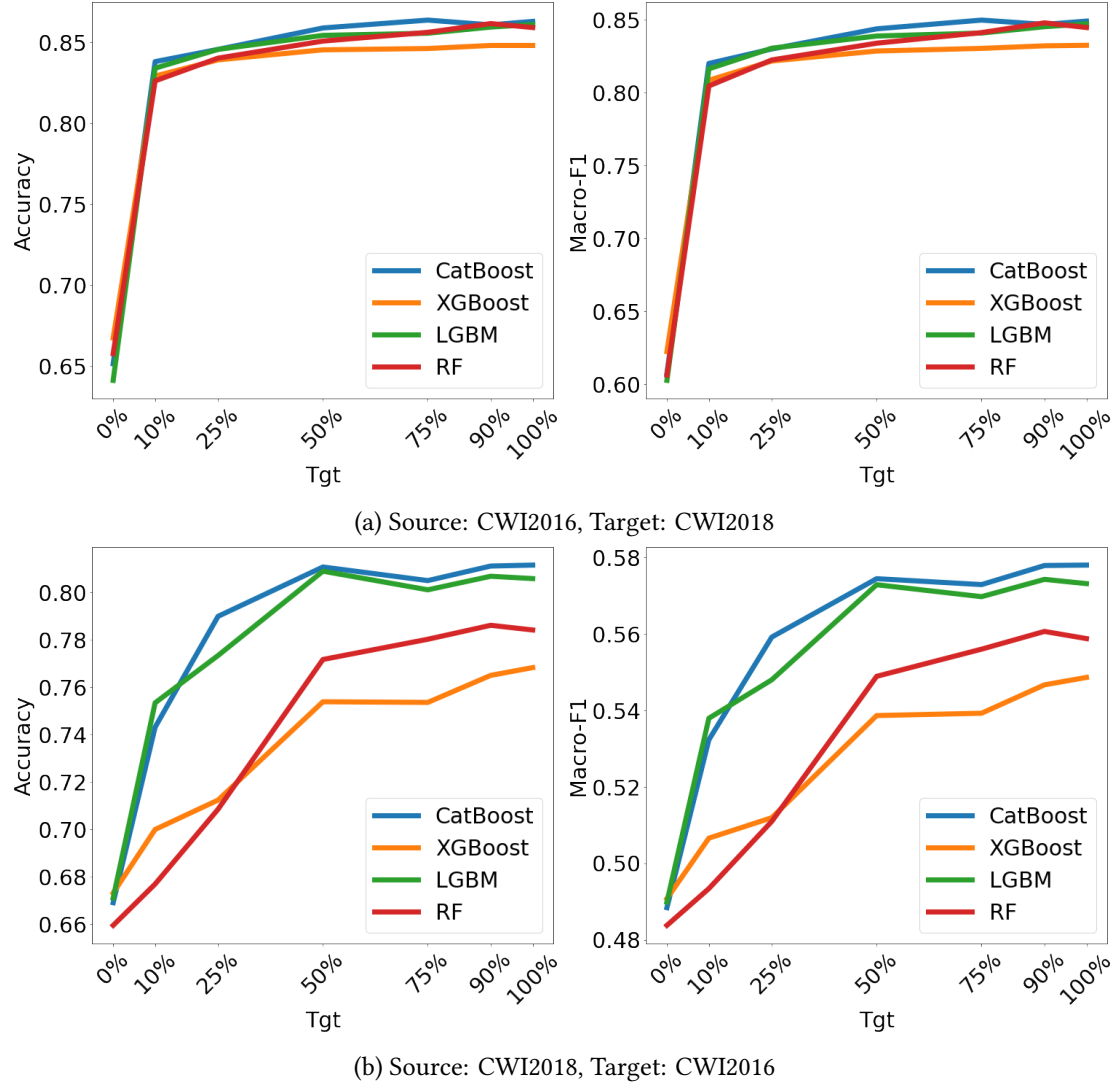 0.85
0.80
0.75
0.70
0.65
Accuracy
CatBoost
XGBoost
LGBM
RF
0%
10%
25%
50%
75%
90%
100%
Tgt
0.85
0.80
0.75
0.70
0.65
0.60
Macro-F1
CatBoost
XGBoost
LGBM
RF
0%
10%
25%
50%
75%
90%
100%
Tgt
(a) Source: CWI2016, Target: CWI2018
0.80
0.78
0.76
0.74
0.72
0.70
0.68
0.66
Accuracy
CatBoost
XGBoost
LGBM
RF
0%
10%
25%
50%
75%
90%
100%
Tgt
0.58
0.56
0.54
0.52
0.50
0.48
Macro-F1
CatBoost
XGBoost
LGBM
RF
0%
10%
25%
50%
75%
90%
100%
Tgt
(b) Source: CWI2018, Target: CWI2016